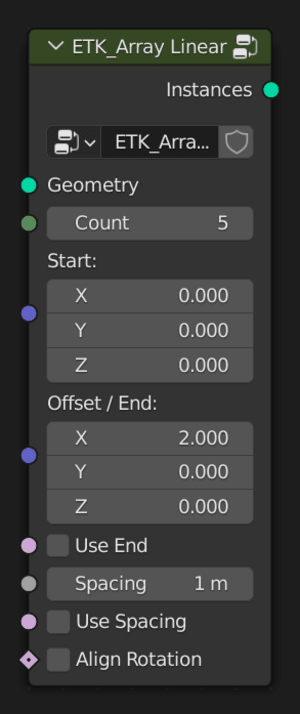 ETK_Array Linear
Instances
ETK_Arra...
Geometry
Count 5
Start:
X 0.000
Y 0.000
Z 0.000
Offset / End:
X 2.000
Y 0.000
Z 0.000
Use End
Spacing 1 m
Use Spacing
Align Rotation